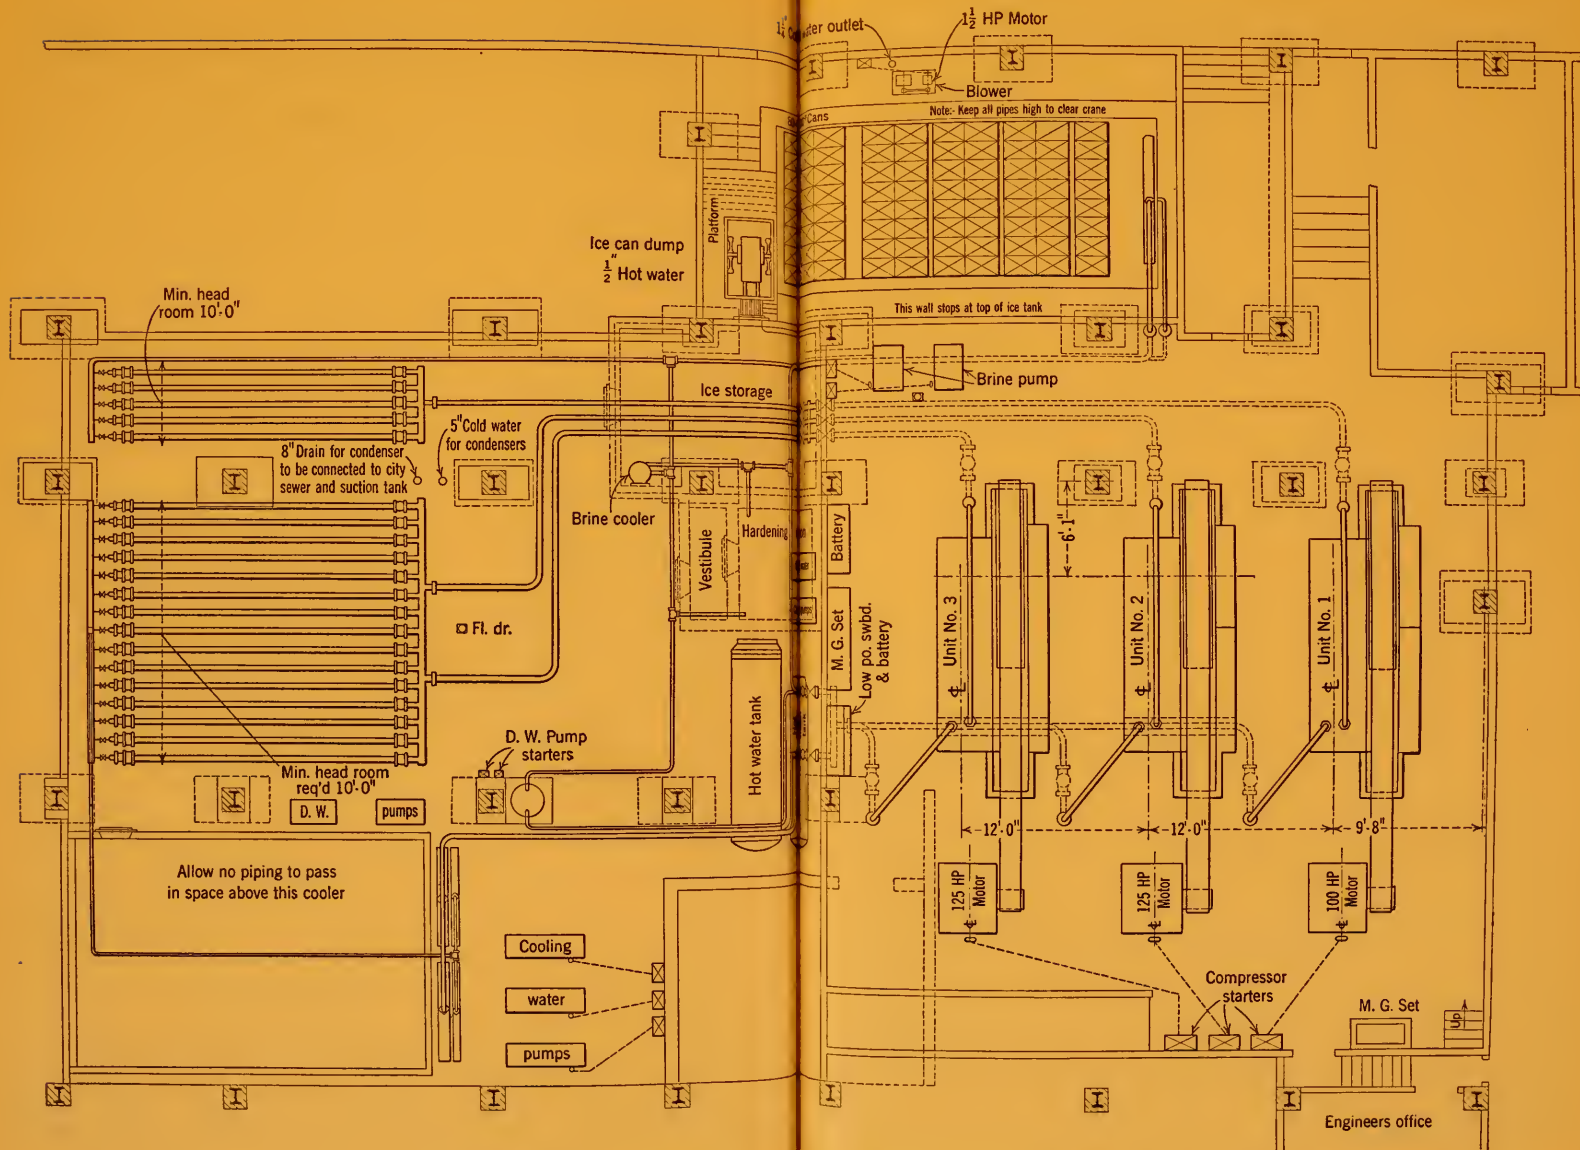 1¼" C  ter outlet
1½ HP Motor
Blower
Cans
Note:- Keep all pipes high to clear crane
Platform
Ice can dump
½" Hot water
This wall stops at top of ice tank
Min. head
room 10'-0"
Brine pump
Ice storage
5" Cold water
for condensers
8" Drain for condenser
to be connected to city
sewer and suction tank
Brine cooler
Hardening
Vestibule
Battery
6'-1"
Fl. dr.
M. G. Set
Low po. swbd.
& battery
Unit No. 3
℄
Unit No. 2
℄
Unit No. 1
℄
Hot water tank
D. W. Pump
starters
Min. head room
req'd 10'-0"
D. W.
pumps
12'-0"
12'-0"
9'-8"
Allow no piping to pass
in space above this cooler
125 HP
Motor
℄
125 HP
Motor
℄
100 HP
Motor
℄
Cooling
water
pumps
Compressor
starters
M. G. Set
Up
Engineers office